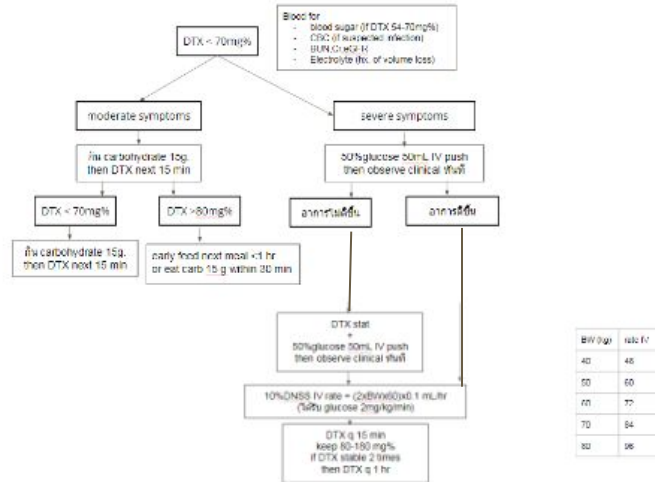 Blood for
- blood sugar (if DTX 54-70mg%)
- CBC (if suspected infection)
- BUN,Cr,eGFR
- Electrolyte (hx. of volume loss)
DTX < 70mg%
moderate symptoms
severe symptoms
กิน carbohydrate 15g.
then DTX next 15 min
50%glucose 50mL IV push
then observe clinical ทันที
DTX < 70mg%
DTX >80mg%
อาการไม่ดีขึ้น
อาการดีขึ้น
กิน carbohydrate 15g.
then DTX next 15 min
early feed next meal <1 hr
or eat carb 15 g within 30 min
DTX stat
+
50%glucose 50mL IV push
then observe clinical ทันที
10%DNSS IV rate = (2xBWx60)x0.1 mL/hr
(ได้รับ glucose 2mg/kg/min)
DTX q 15 min
keep 80-180 mg%
if DTX stable 2 times
then DTX q 1 hr
BW (kg) rate IV
40 48
50 60
60 72
70 84
80 96